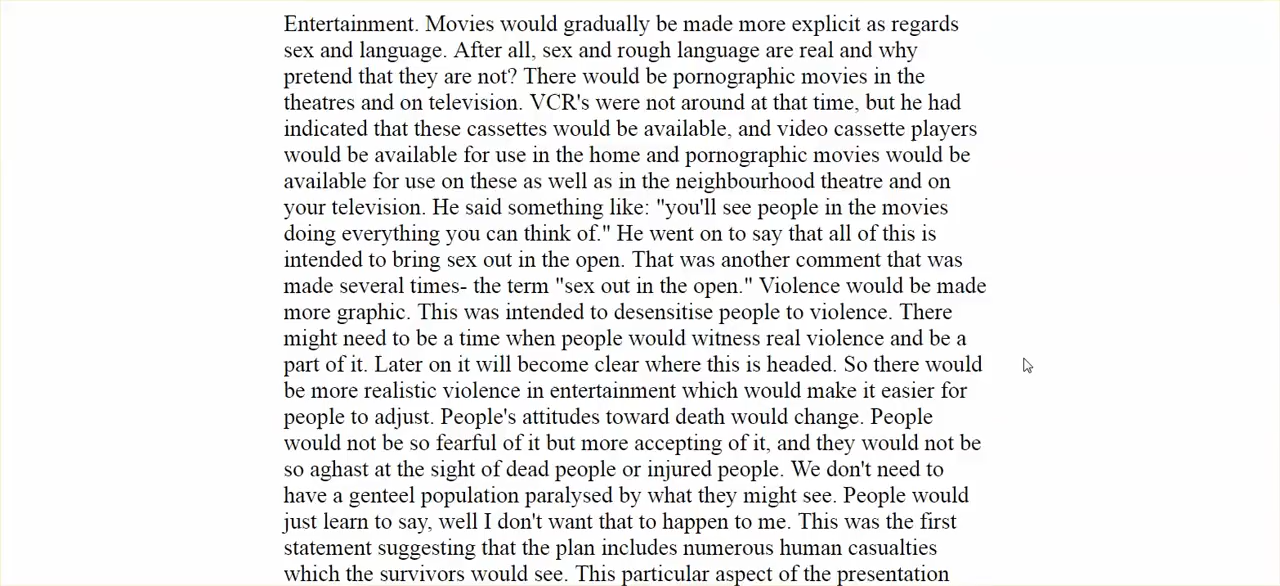 Entertainment. Movies would gradually be made more explicit as regards
sex and language. After all, sex and rough language are real and why
pretend that they are not? There would be pornographic movies in the
theatres and on television. VCR's were not around at that time, but he had
indicated that these cassettes would be available, and video cassette players
would be available for use in the home and pornographic movies would be
available for use on these as well as in the neighbourhood theatre and on
your television. He said something like: "you'll see people in the movies
doing everything you can think of." He went on to say that all of this is
intended to bring sex out in the open. That was another comment that was
made several times- the term "sex out in the open." Violence would be made
more graphic. This was intended to desensitise people to violence. There
might need to be a time when people would witness real violence and be a
part of it. Later on it will become clear where this is headed. So there would
be more realistic violence in entertainment which would make it easier for
people to adjust. People's attitudes toward death would change. People
would not be so fearful of it but more accepting of it, and they would not be
so aghast at the sight of dead people or injured people. We don't need to
have a genteel population paralysed by what they might see. People would
just learn to say, well I don't want that to happen to me. This was the first
statement suggesting that the plan includes numerous human casualties
which the survivors would see. This particular aspect of the presentation